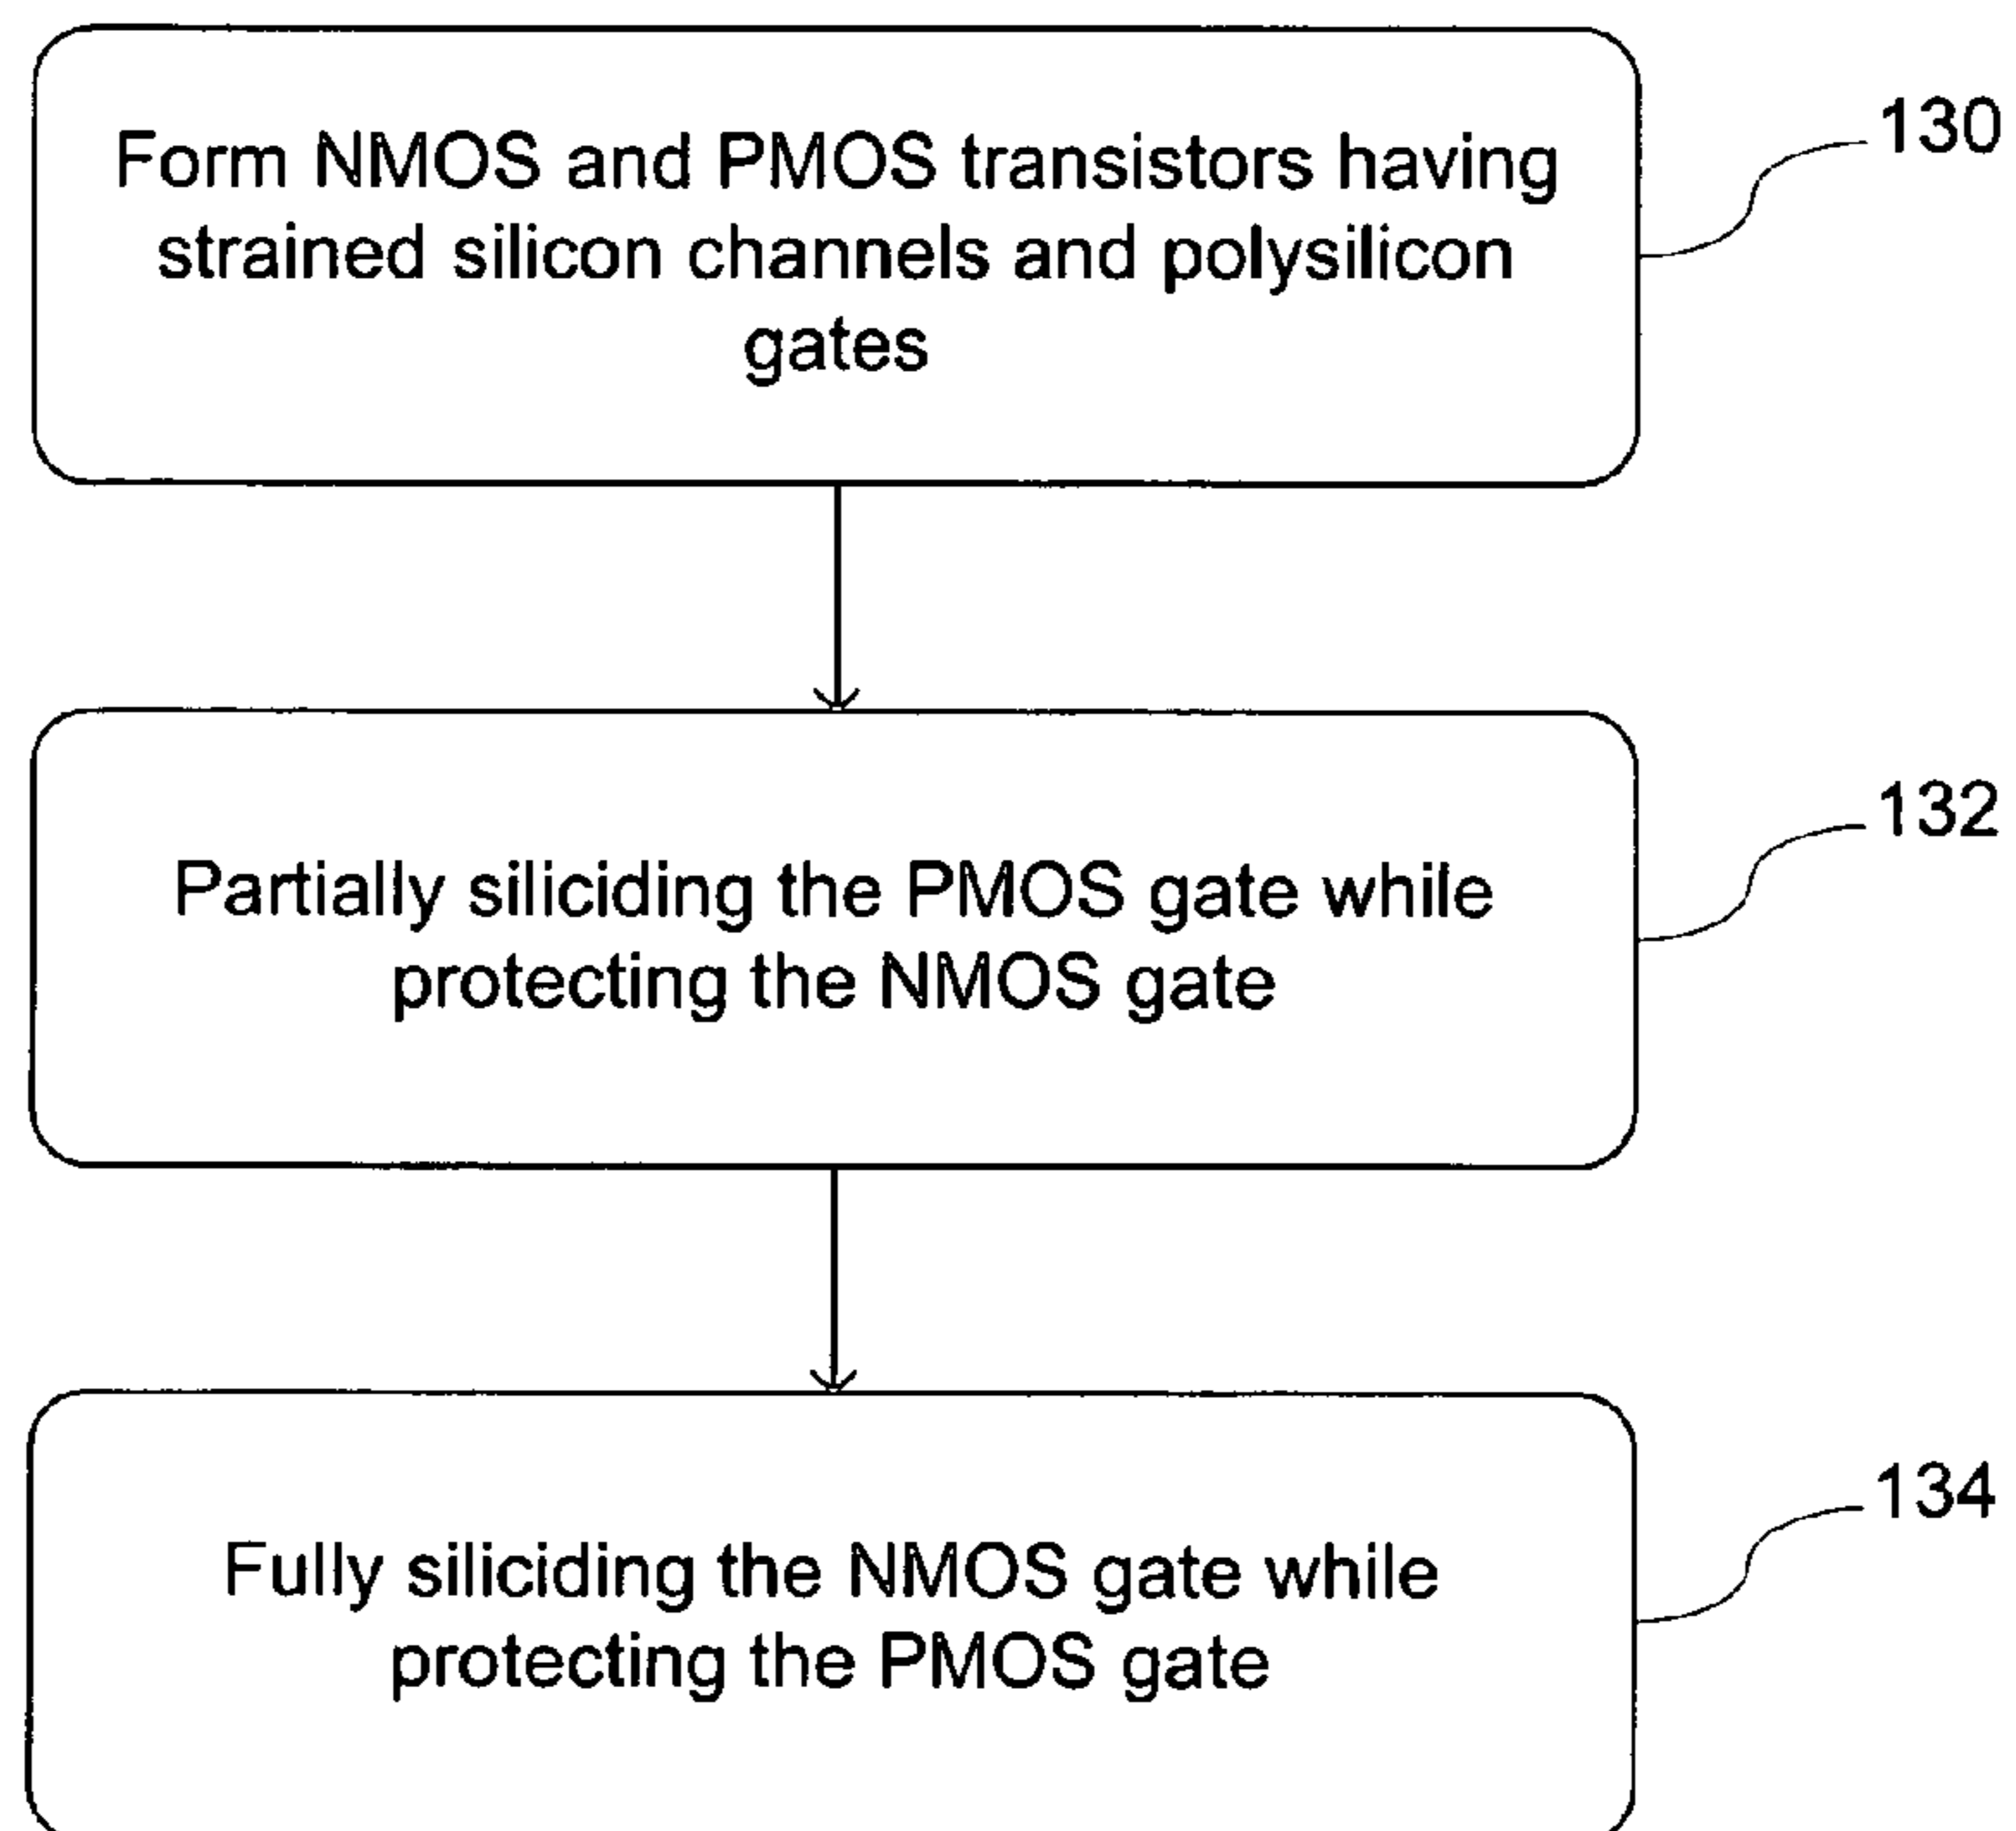 Form NMOS and PMOS transistors having
strained silicon channels and polysilicon
gates
130
Partially siliciding the PMOS gate while
protecting the NMOS gate
132
Fully siliciding the NMOS gate while
protecting the PMOS gate
134